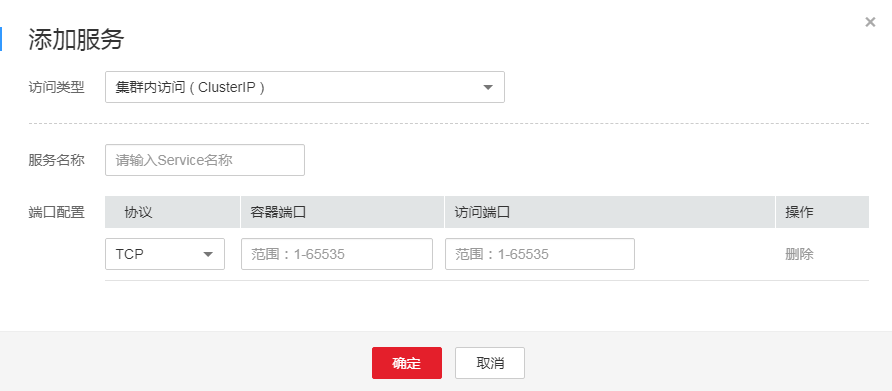 添加服务
×
访问类型 集群内访问 ( ClusterIP )
服务名称 请输入Service名称
端口配置 协议 容器端口 访问端口 操作
TCP 范围：1-65535 范围：1-65535 删除
确定 取消